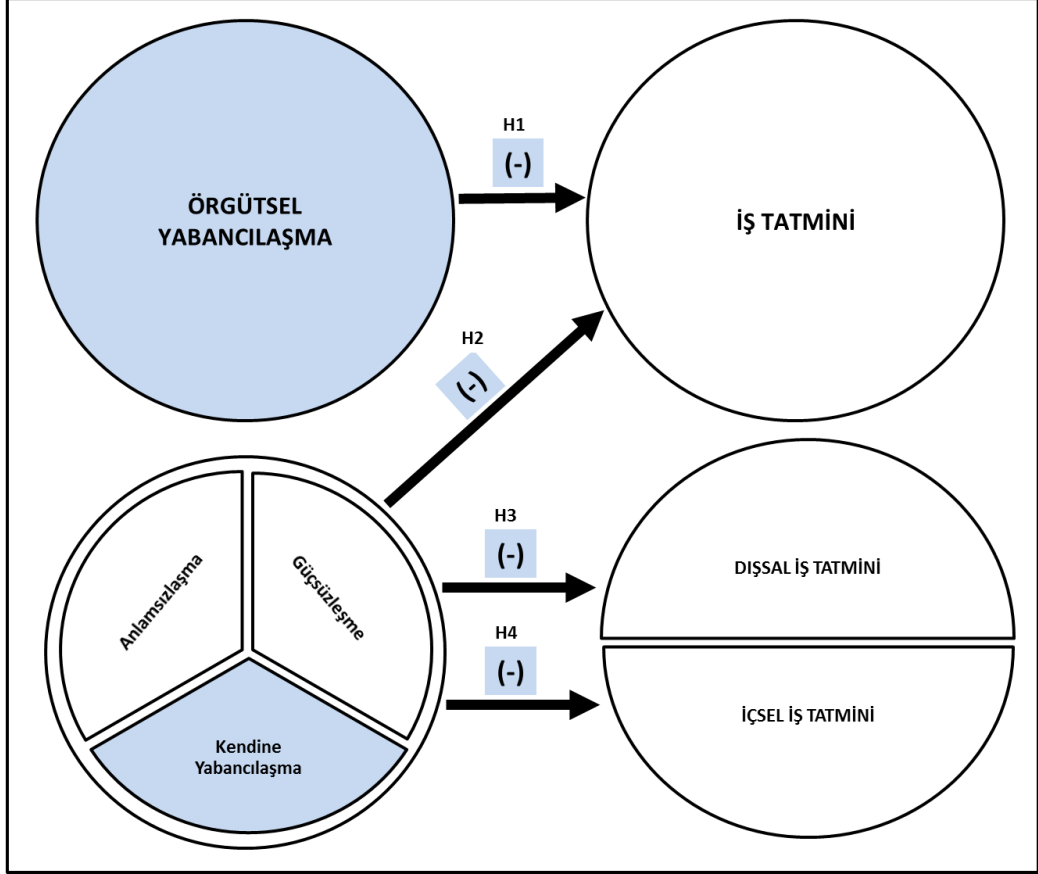 H1
(-)
ÖRGÜTSEL
YABANCILAŞMA
İŞ TATMİNİ
H2
(-)
Anlamsızlaşma
Güçsüzleşme
Kendine
Yabancılaşma
H3
(-)
DIŞSAL İŞ TATMİNİ
H4
(-)
İÇSEL İŞ TATMİNİ